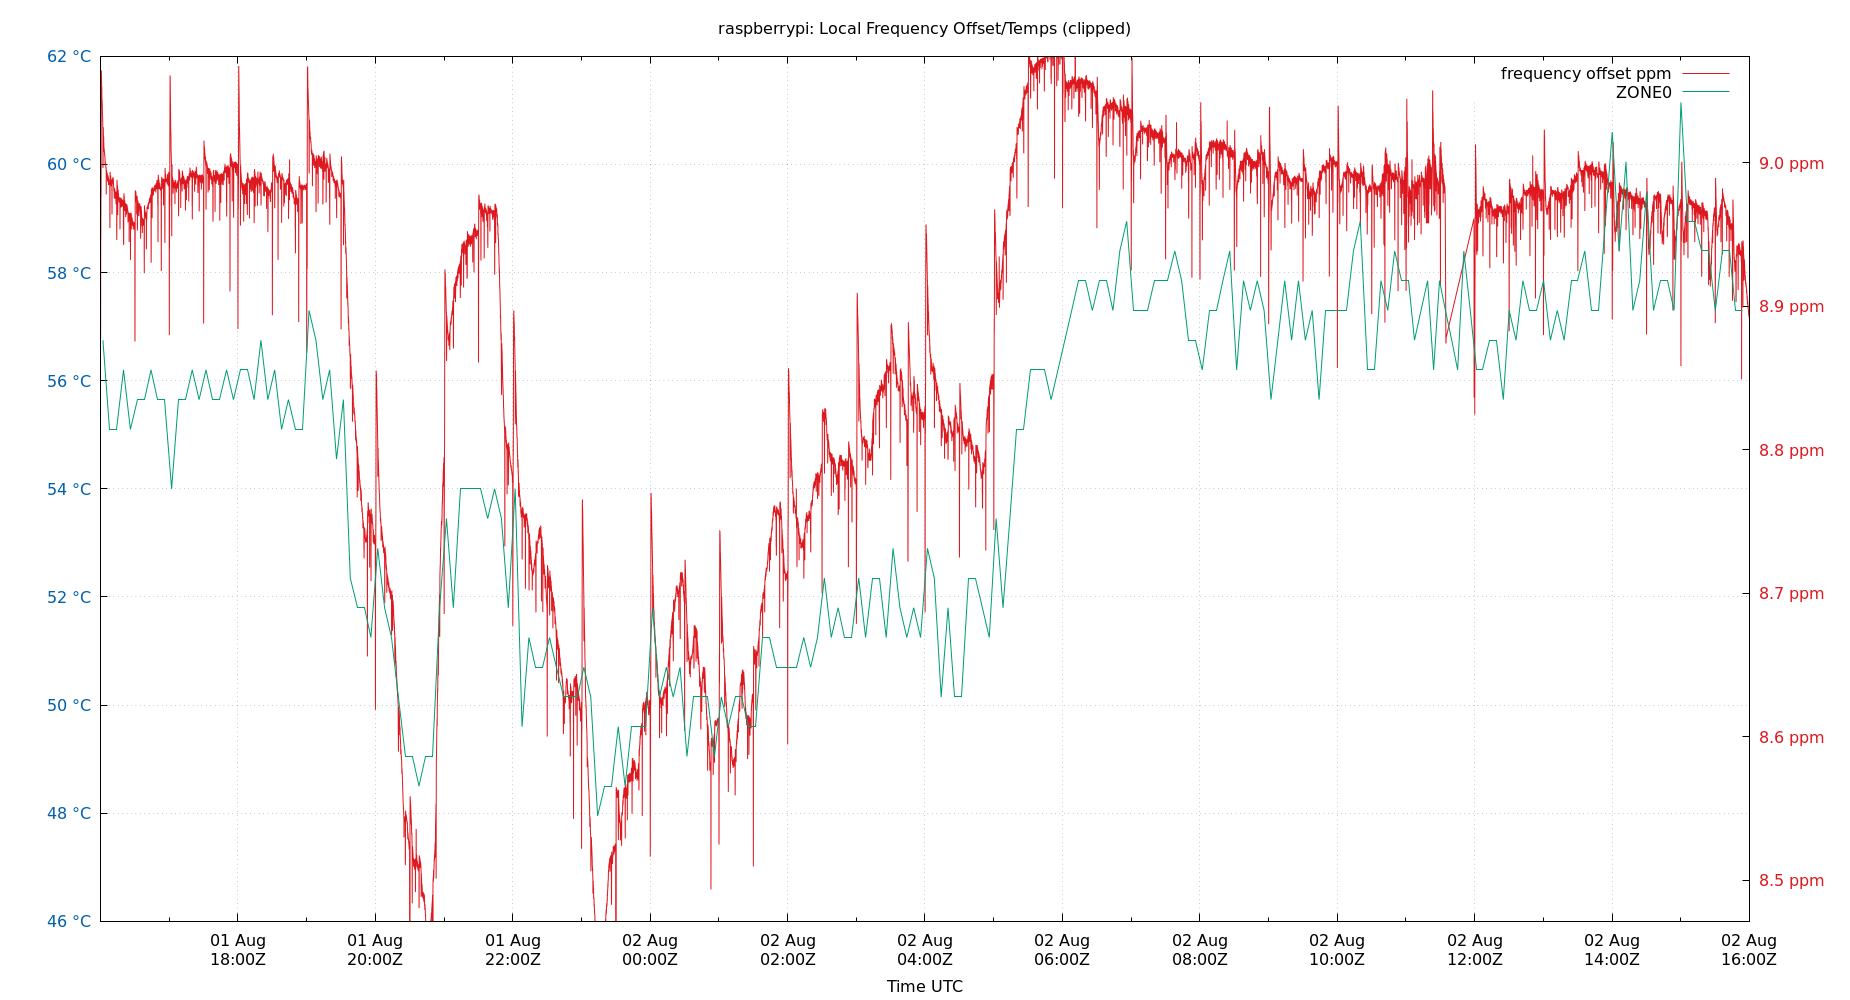 raspberrypi: Local Frequency Offset/Temps (clipped)
frequency offset ppm
ZONE0
62 °C
60 °C
58 °C
56 °C
54 °C
52 °C
50 °C
48 °C
46 °C
9.0 ppm
8.9 ppm
8.8 ppm
8.7 ppm
8.6 ppm
8.5 ppm
01 Aug
18:00Z
01 Aug
20:00Z
01 Aug
22:00Z
02 Aug
00:00Z
02 Aug
02:00Z
02 Aug
04:00Z
02 Aug
06:00Z
02 Aug
08:00Z
02 Aug
10:00Z
02 Aug
12:00Z
02 Aug
14:00Z
02 Aug
16:00Z
Time UTC